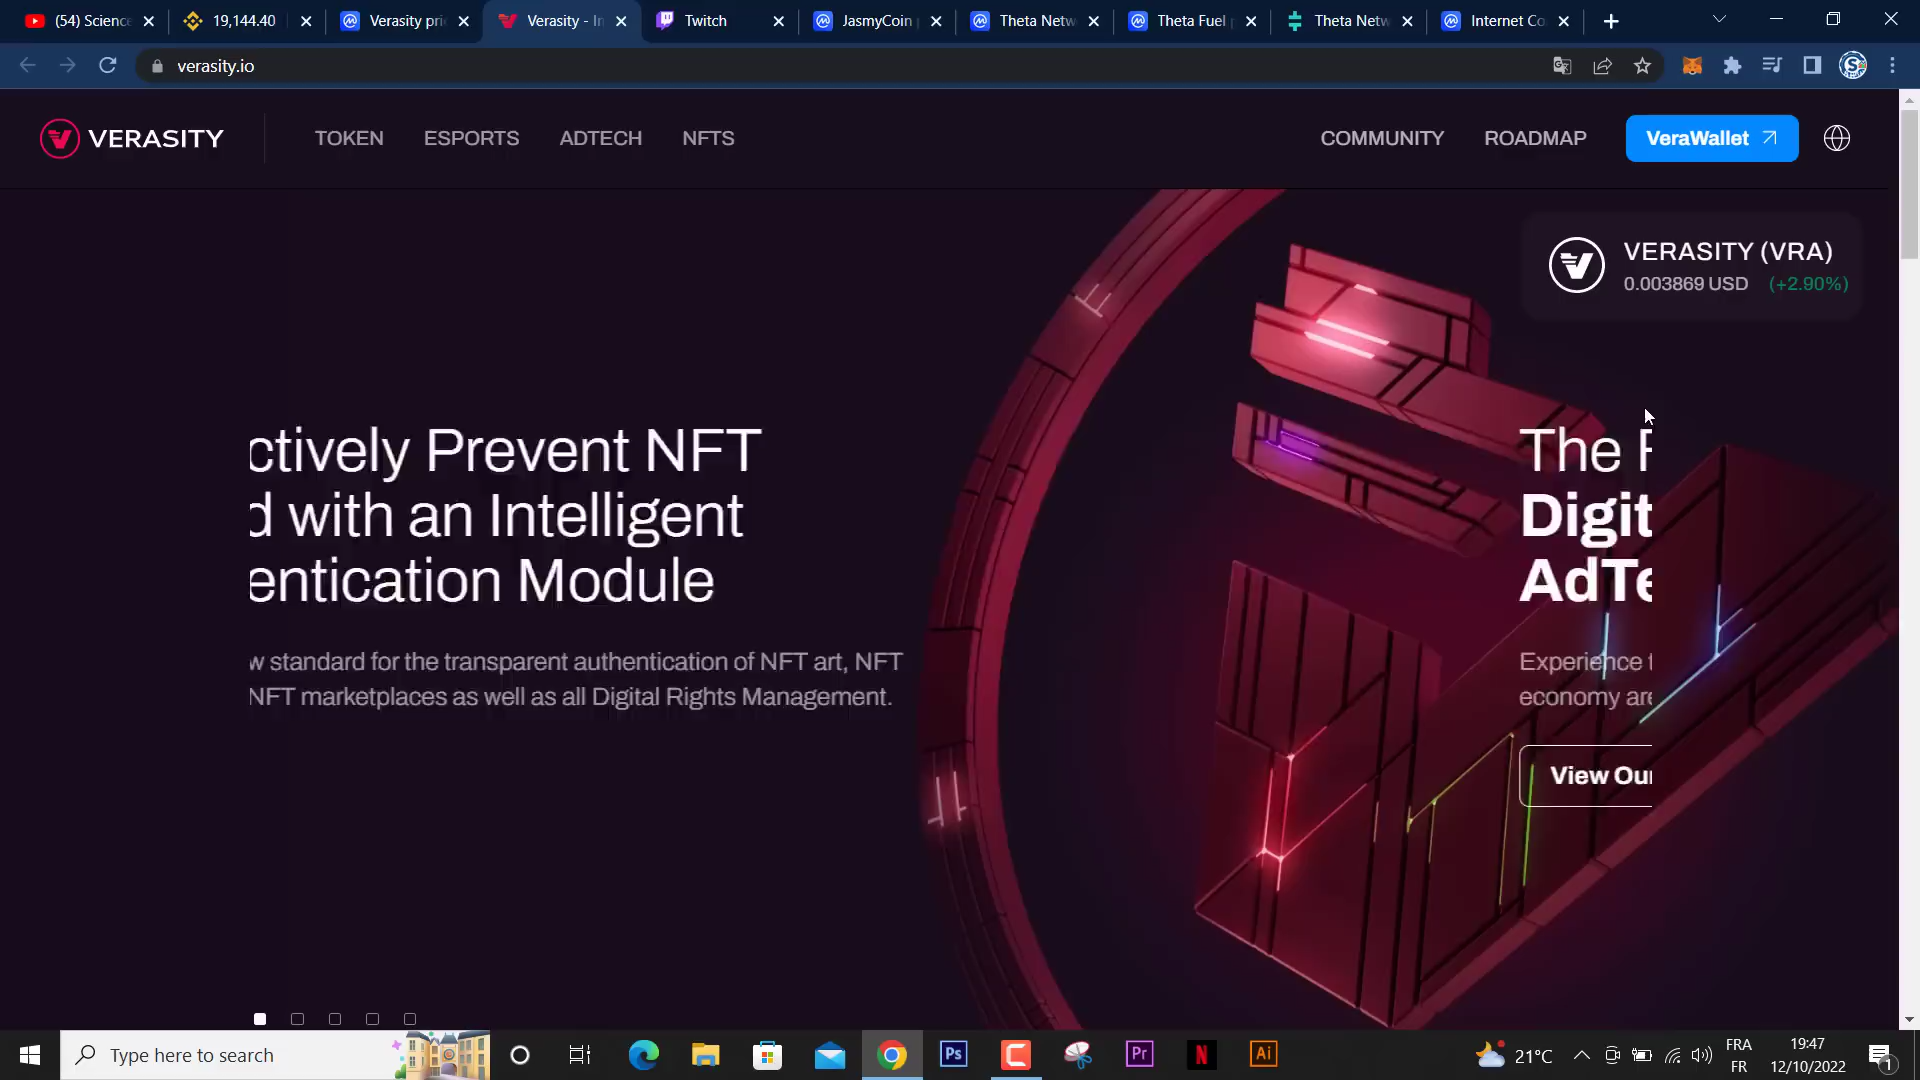 (54) Science
19,144.40
Verasity pri
Verasity - In
Twitch
JasmyCoin p
Theta Netw
Theta Fuel p
Theta Netw
Internet Co
verasity.io
VERASITY
TOKEN
ESPORTS
ADTECH
NFTS
COMMUNITY
ROADMAP
VeraWallet
VERASITY (VRA)
0.003869 USD (+2.90%)
ctively Prevent NFT
d with an Intelligent
entication Module
w standard for the transparent authentication of NFT art, NFT
NFT marketplaces as well as all Digital Rights Management.
The F
Digit
AdTe
Experience t
economy are
View Our
Type here to search
Ps
Pr
N
Ai
21°C
FRA
FR
19:47
12/10/2022
1